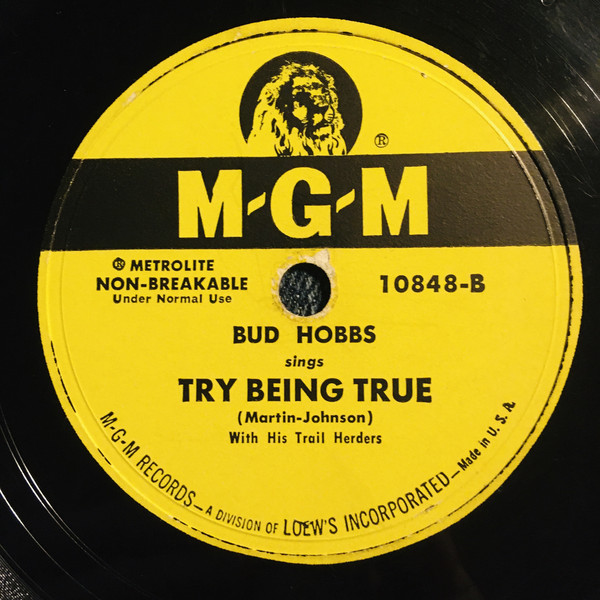 ®
M-G-M
® METROLITE
NON-BREAKABLE
Under Normal Use
10848-B
BUD HOBBS
sings
TRY BEING TRUE
(Martin-Johnson)
With His Trail Herders
M-G-M RECORDS—A DIVISION OF LOEW'S INCORPORATED—Made in U. S. A.